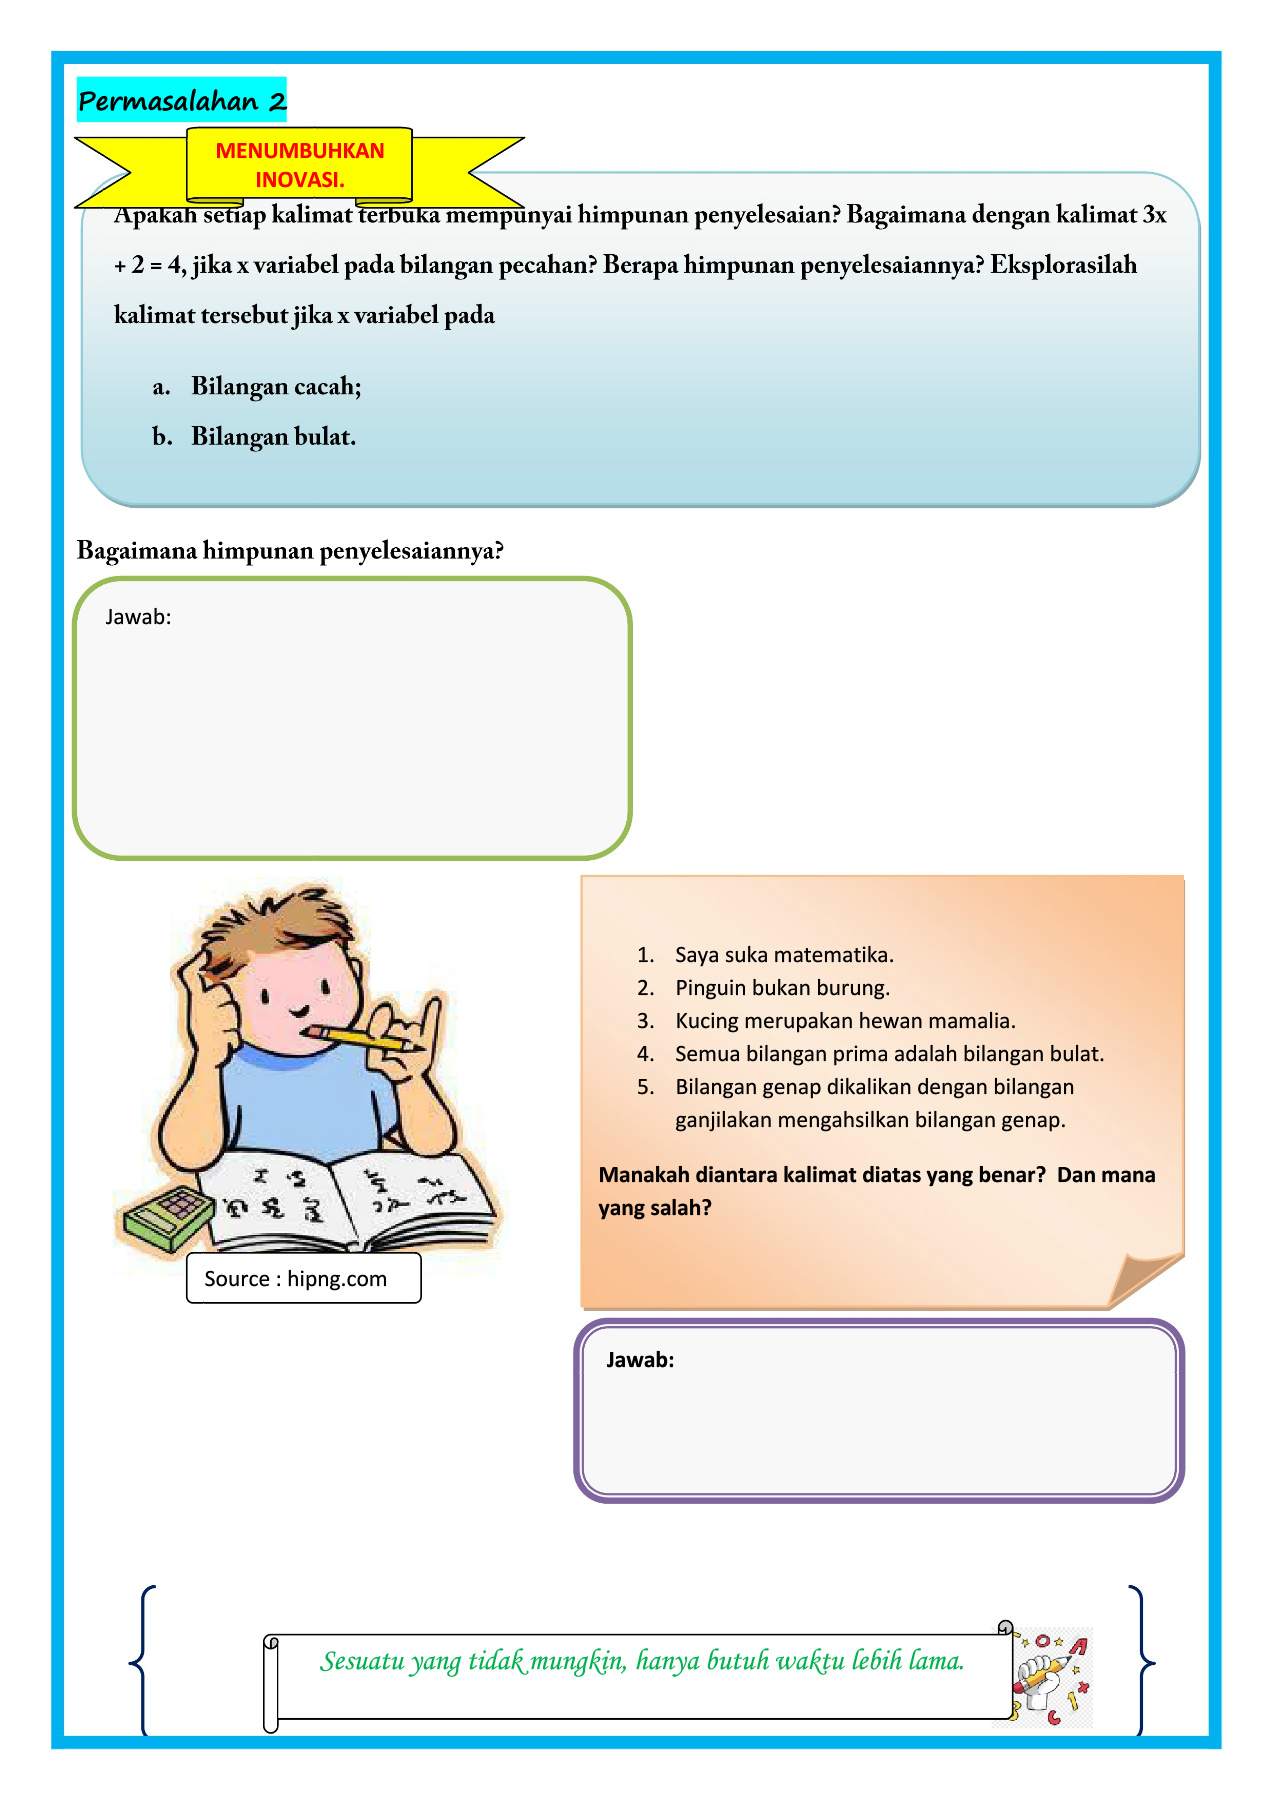 Permasalahan 2
MENUMBUHKAN
INOVASI.
Apakah setiap kalimat terbuka mempunyai himpunan penyelesaian? Bagaimana dengan kalimat 3x
+ 2 = 4, jika x variabel pada bilangan pecahan? Berapa himpunan penyelesaiannya? Eksplorasilah
kalimat tersebut jika x variabel pada
a. Bilangan cacah;
b. Bilangan bulat.
Bagaimana himpunan penyelesaiannya?
Jawab:
1. Saya suka matematika.
2. Pinguin bukan burung.
3. Kucing merupakan hewan mamalia.
4. Semua bilangan prima adalah bilangan bulat.
5. Bilangan genap dikalikan dengan bilangan
ganjilakan mengahsilkan bilangan genap.
Manakah diantara kalimat diatas yang benar? Dan mana
yang salah?
Source : hipng.com
Jawab:
Sesuatu yang tidak mungkin, hanya butuh waktu lebih lama.